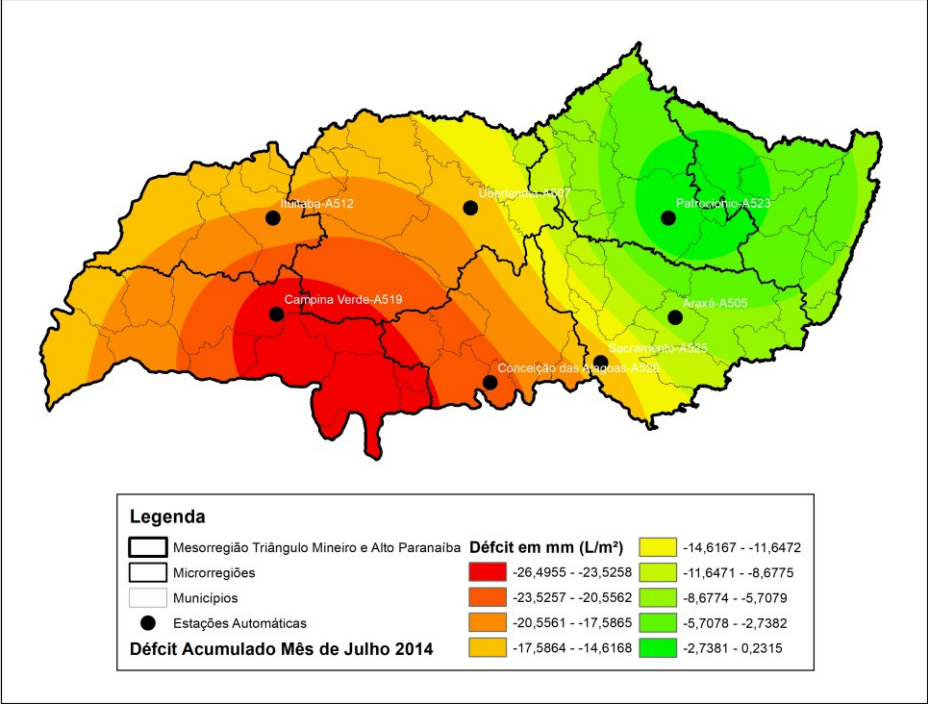 Uberlandia-A507
Ituitaba-A512
Patrocionio-A523
Campina Verde-A519
Araxá-A505
Sacramento-A525
Conceição das Alagoas-A520
Legenda
Mesorregião Triângulo Mineiro e Alto Paranaíba
Microrregiões
Municípios
Estações Automáticas
Défcit Acumulado Mês de Julho 2014
Défcit em mm (L/m²)
-26,4955 - -23,5258
-23,5257 - -20,5562
-20,5561 - -17,5865
-17,5864 - -14,6168
-14,6167 - -11,6472
-11,6471 - -8,6775
-8,6774 - -5,7079
-5,7078 - -2,7382
-2,7381 - 0,2315